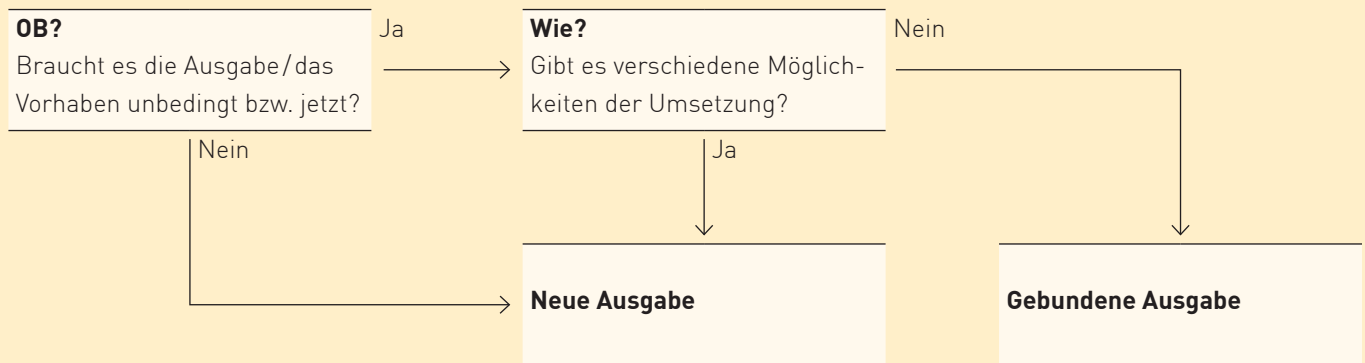 OB?
Braucht es die Ausgabe/das
Vorhaben unbedingt bzw. jetzt?
Ja
Wie?
Gibt es verschiedene Möglich-
keiten der Umsetzung?
Nein
Nein
Ja
Neue Ausgabe
Gebundene Ausgabe